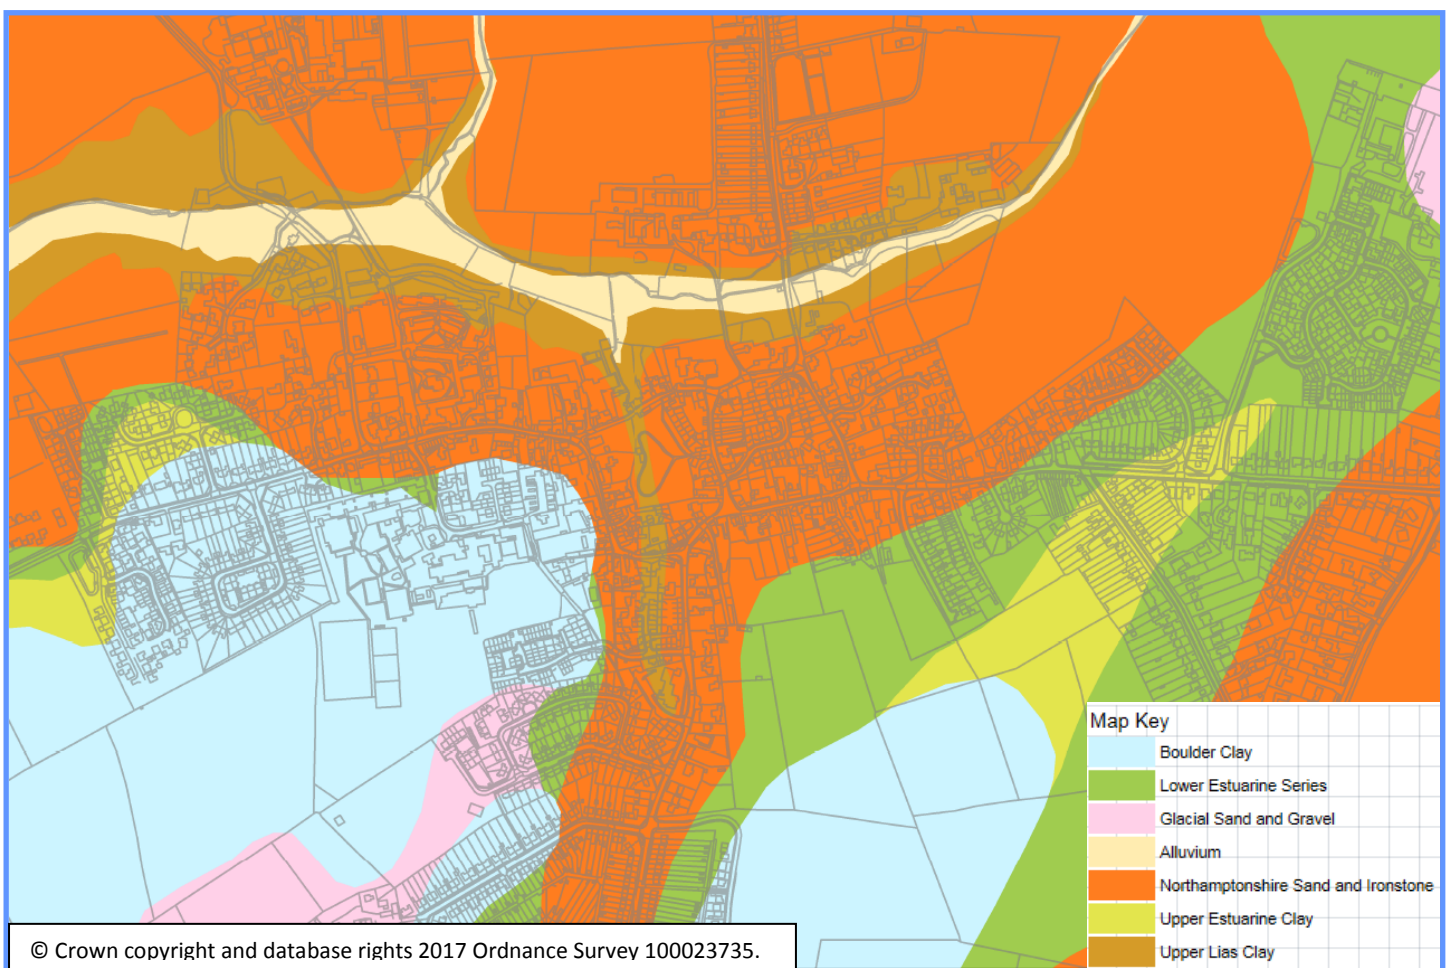 Map Key
Boulder Clay
Lower Estuarine Series
Glacial Sand and Gravel
Alluvium
Northamptonshire Sand and Ironstone
Upper Estuarine Clay
Upper Lias Clay
© Crown copyright and database rights 2017 Ordnance Survey 100023735.